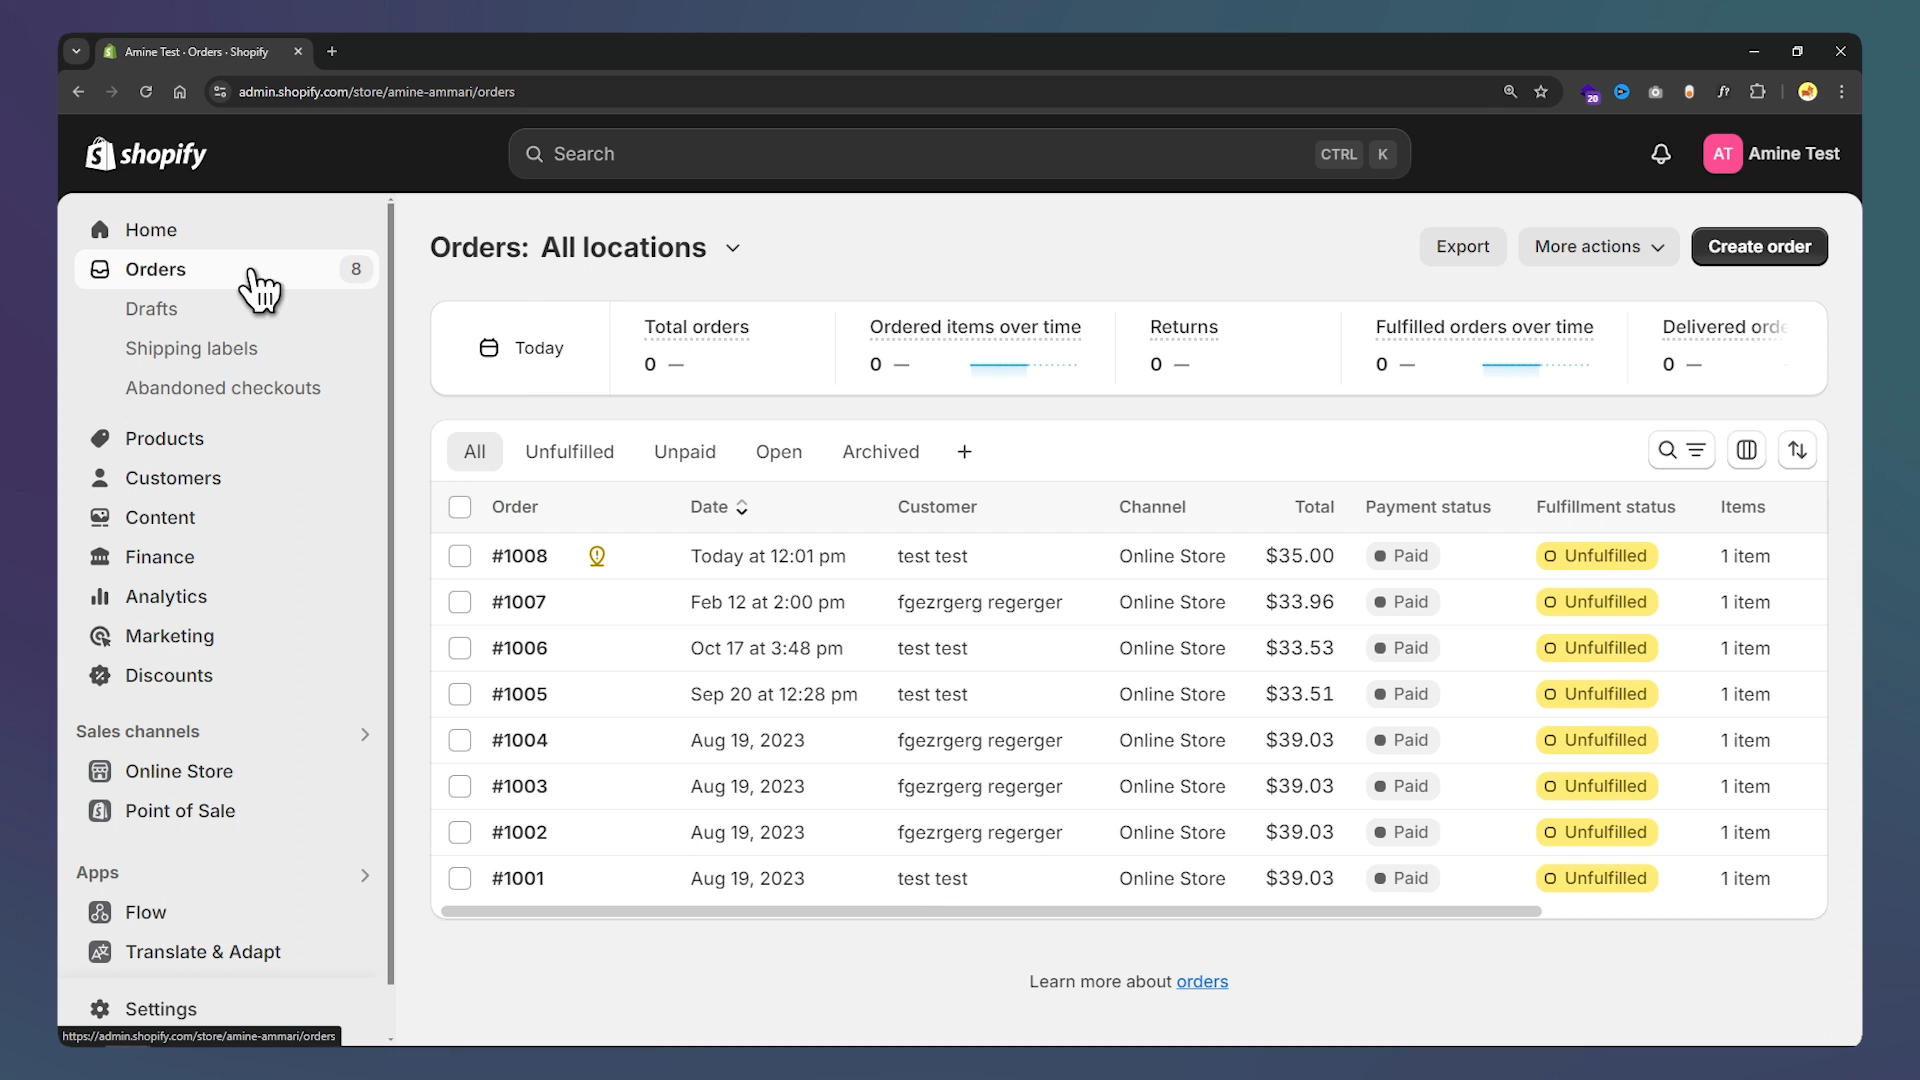 Amine Test · Orders · Shopify
admin.shopify.com/store/amine-ammari/orders
20
f?
shopify
Search
CTRL K
AT Amine Test
Home
Orders 8
Drafts
Shipping labels
Abandoned checkouts
Products
Customers
Content
Finance
Analytics
Marketing
Discounts
Sales channels
Online Store
Point of Sale
Apps
Flow
Translate & Adapt
Settings
https://admin.shopify.com/store/amine-ammari/orders
Orders: All locations
Export
More actions
Create order
Today
Total orders
0 —
Ordered items over time
0 —
Returns
0 —
Fulfilled orders over time
0 —
Delivered orde
0 —
All Unfulfilled Unpaid Open Archived +
Order Date Customer Channel Total Payment status Fulfillment status Items
#1008 Today at 12:01 pm test test Online Store $35.00 Paid Unfulfilled 1 item
#1007 Feb 12 at 2:00 pm fgezrgerg regerger Online Store $33.96 Paid Unfulfilled 1 item
#1006 Oct 17 at 3:48 pm test test Online Store $33.53 Paid Unfulfilled 1 item
#1005 Sep 20 at 12:28 pm test test Online Store $33.51 Paid Unfulfilled 1 item
#1004 Aug 19, 2023 fgezrgerg regerger Online Store $39.03 Paid Unfulfilled 1 item
#1003 Aug 19, 2023 fgezrgerg regerger Online Store $39.03 Paid Unfulfilled 1 item
#1002 Aug 19, 2023 fgezrgerg regerger Online Store $39.03 Paid Unfulfilled 1 item
#1001 Aug 19, 2023 test test Online Store $39.03 Paid Unfulfilled 1 item
Learn more about orders